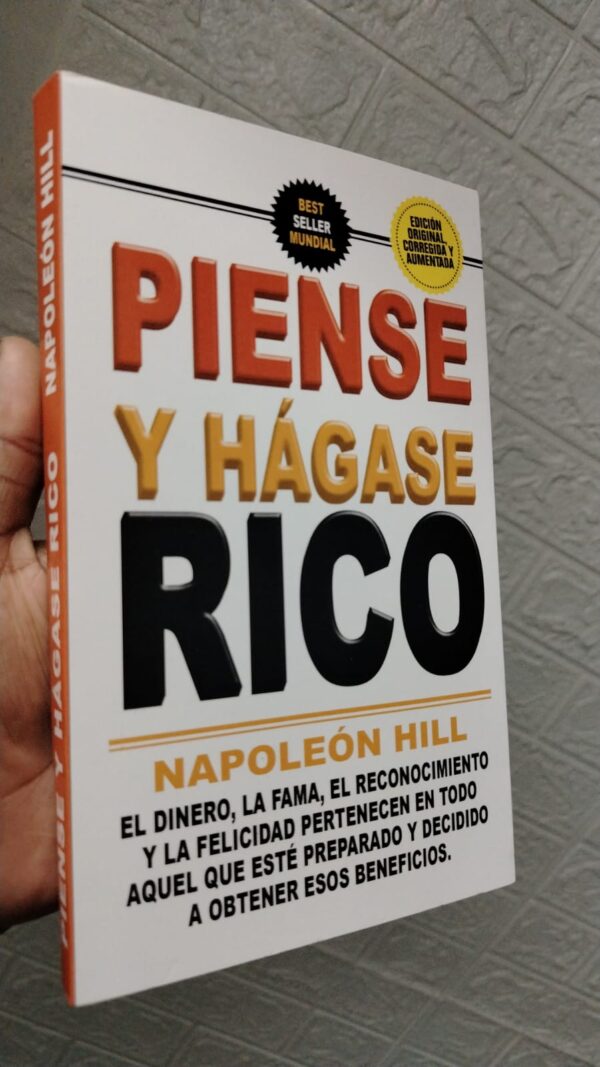 BEST
SELLER
MUNDIAL
EDICIÓN
ORIGINAL,
CORREGIDA Y
AUMENTADA
PIENSE
Y HÁGASE
RICO
NAPOLEÓN HILL
EL DINERO, LA FAMA, EL RECONOCIMIENTO
Y LA FELICIDAD PERTENECEN EN TODO
AQUEL QUE ESTÉ PREPARADO Y DECIDIDO
A OBTENER ESOS BENEFICIOS.
PIENSE Y HÁGASE RICO NAPOLEÓN HILL